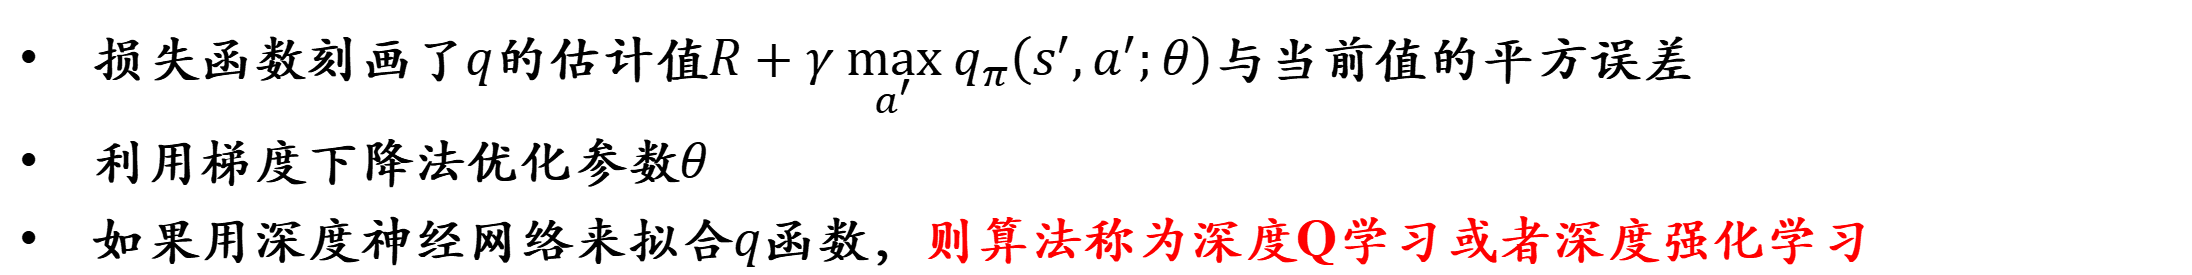 • 损失函数刻画了q的估计值R + γ max_{a′} q_π(s′, a′; θ)与当前值的平方误差
• 利用梯度下降法优化参数θ
• 如果用深度神经网络来拟合q函数，则算法称为深度Q学习或者深度强化学习